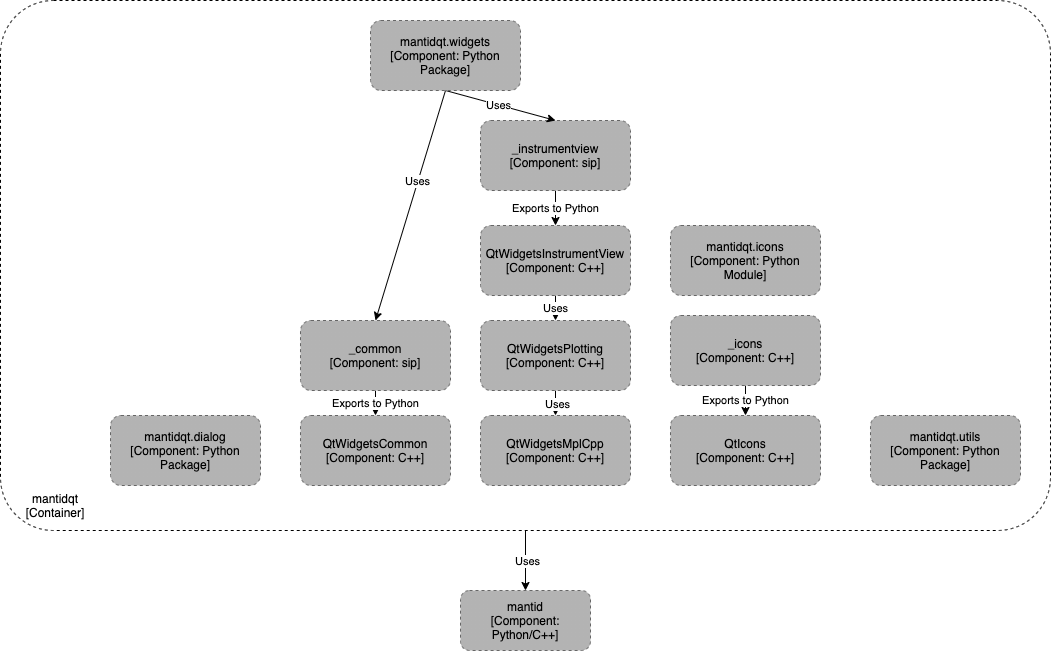 mantidqt.widgets
[Component: Python
Package]
Uses
_instrumentview
[Component: sip]
Uses
Exports to Python
QtWidgetsInstrumentView
[Component: C++]
mantidqt.icons
[Component: Python
Module]
Uses
_common
[Component: sip]
QtWidgetsPlotting
[Component: C++]
_icons
[Component: C++]
Exports to Python
Uses
Exports to Python
mantidqt.dialog
[Component: Python
Package]
QtWidgetsCommon
[Component: C++]
QtWidgetsMplCpp
[Component: C++]
QtIcons
[Component: C++]
mantidqt.utils
[Component: Python
Package]
mantidqt
[Container]
Uses
mantid
[Component:
Python/C++]